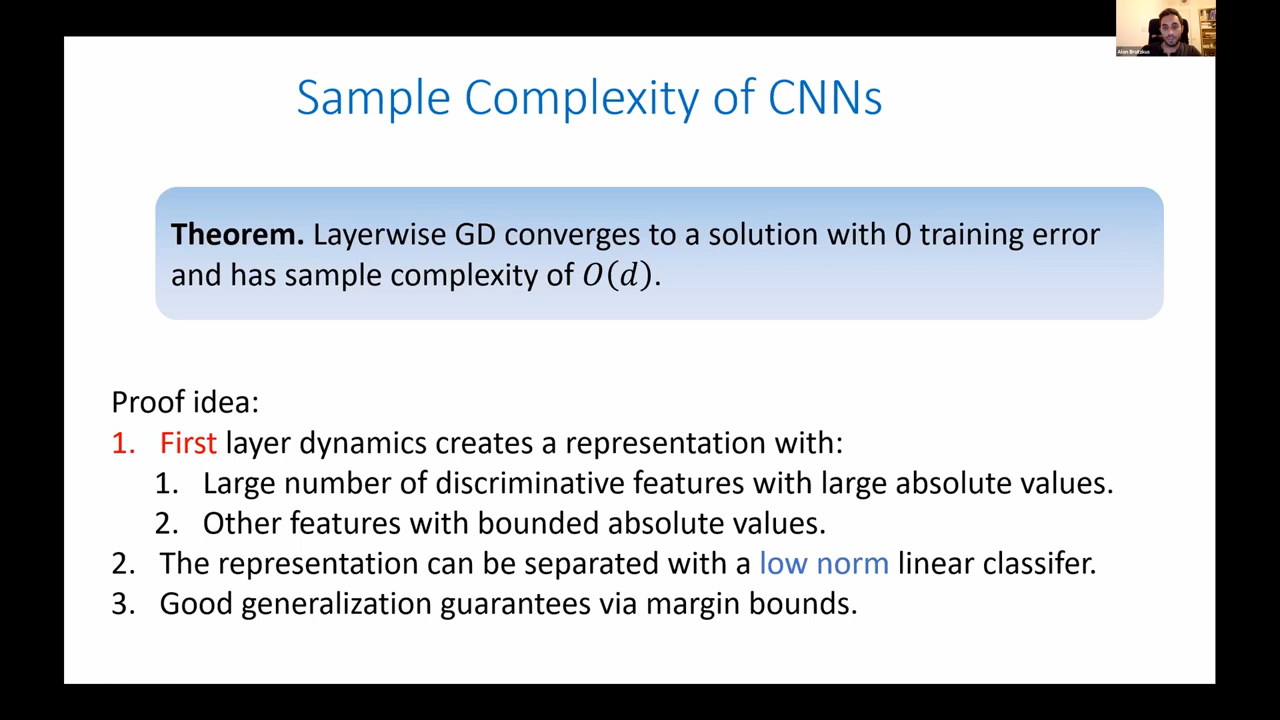 Alon Brutzkus
Sample Complexity of CNNs
Theorem. Layerwise GD converges to a solution with 0 training error
and has sample complexity of O(d).
Proof idea:
1. First layer dynamics creates a representation with:
1. Large number of discriminative features with large absolute values.
2. Other features with bounded absolute values.
2. The representation can be separated with a low norm linear classifer.
3. Good generalization guarantees via margin bounds.